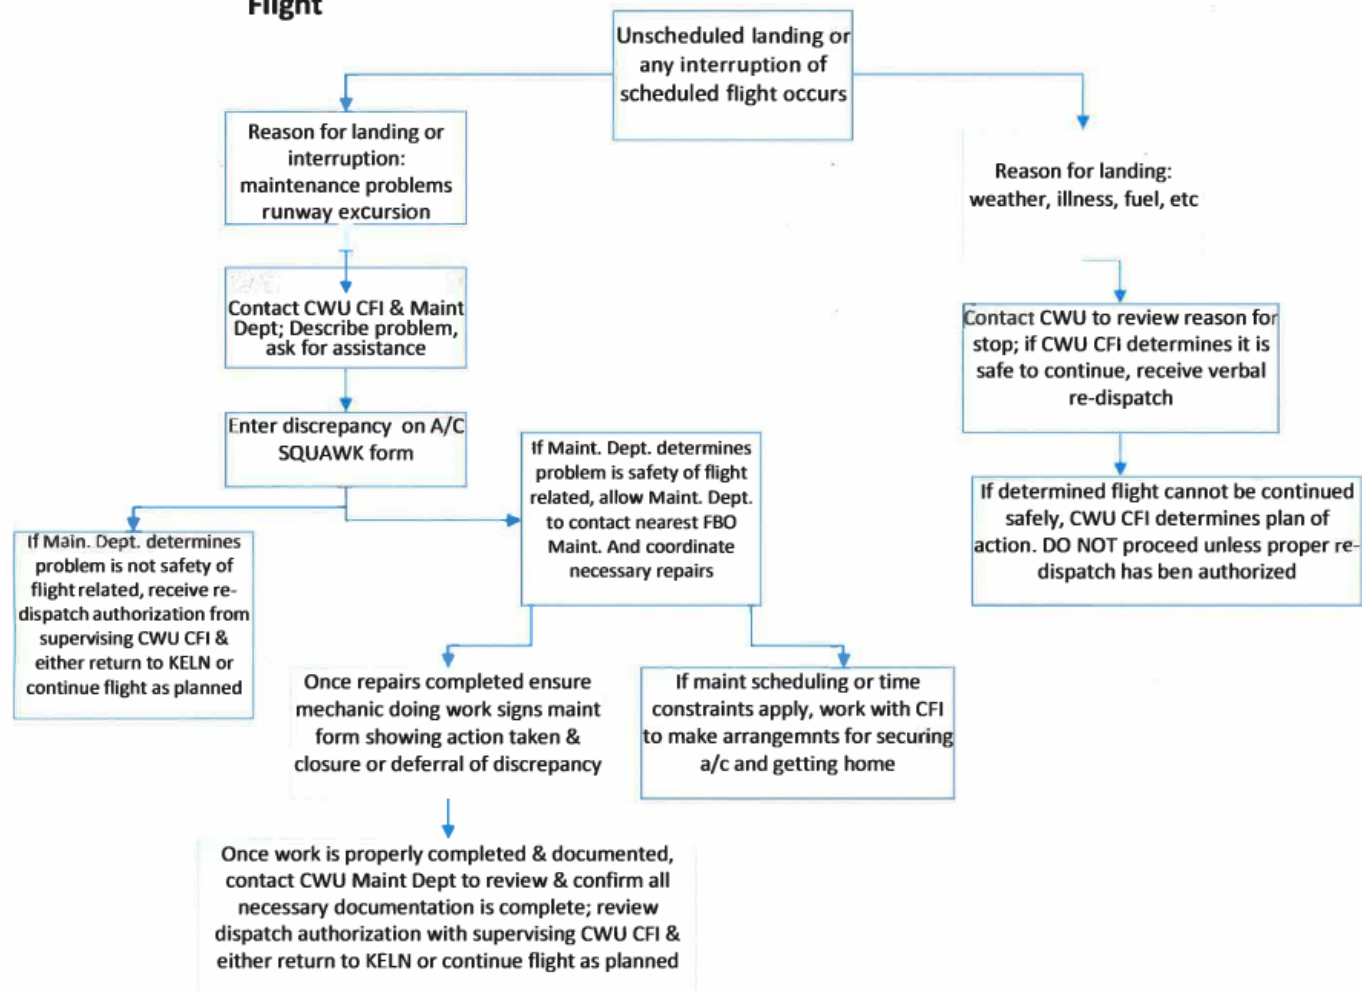 Flight
Unscheduled landing or
any interruption of
scheduled flight occurs
Reason for landing or
interruption:
maintenance problems
runway excursion
Reason for landing:
weather, illness, fuel, etc
Contact CWU CFI & Maint
Dept; Describe problem,
ask for assistance
Contact CWU to review reason for
stop; if CWU CFI determines it is
safe to continue, receive verbal
re-dispatch
Enter discrepancy on A/C
SQUAWK form
If Maint. Dept. determines
problem is safety of flight
related, allow Maint. Dept.
to contact nearest FBO
Maint. And coordinate
necessary repairs
If determined flight cannot be continued
safely, CWU CFI determines plan of
action. DO NOT proceed unless proper re-
dispatch has ben authorized
If Main. Dept. determines
problem is not safety of
flight related, receive re-
dispatch authorization from
supervising CWU CFI &
either return to KELN or
continue flight as planned
Once repairs completed ensure
mechanic doing work signs maint
form showing action taken &
closure or deferral of discrepancy
If maint scheduling or time
constraints apply, work with CFI
to make arrangemnts for securing
a/c and getting home
Once work is properly completed & documented,
contact CWU Maint Dept to review & confirm all
necessary documentation is complete; review
dispatch authorization with supervising CWU CFI &
either return to KELN or continue flight as planned